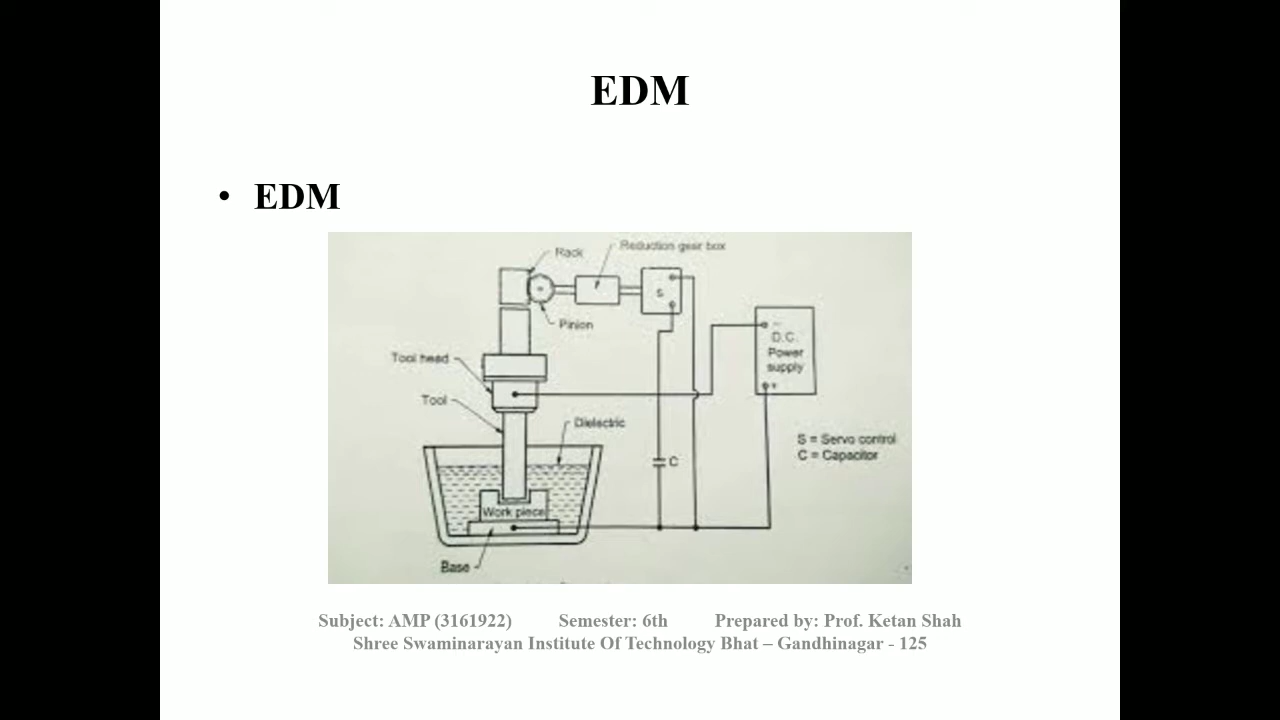 EDM
• EDM
Rack
Reduction gear box
S
Pinion
Tool head
Tool
Dielectric
−
D.C.
Power
supply
+
S = Servo control
C = Capacitor
C
Work piece
Base
Subject: AMP (3161922) Semester: 6th Prepared by: Prof. Ketan Shah
Shree Swaminarayan Institute Of Technology Bhat – Gandhinagar - 125